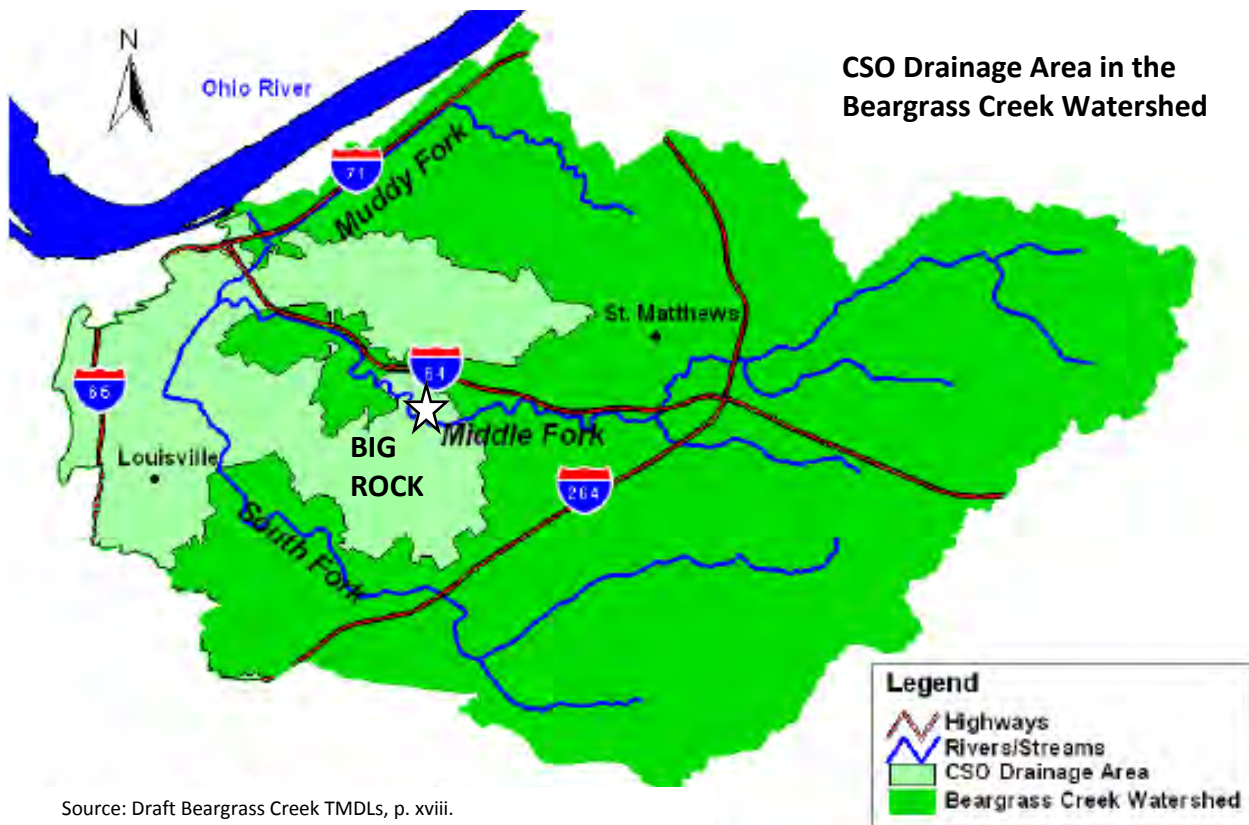 N
Ohio River
CSO Drainage Area in the
Beargrass Creek Watershed
71
Muddy Fork
St. Matthews
64
65
BIG
ROCK
Middle Fork
Louisville
264
South Fork
Legend
Highways
Rivers/Streams
CSO Drainage Area
Beargrass Creek Watershed
Source: Draft Beargrass Creek TMDLs, p. xviii.